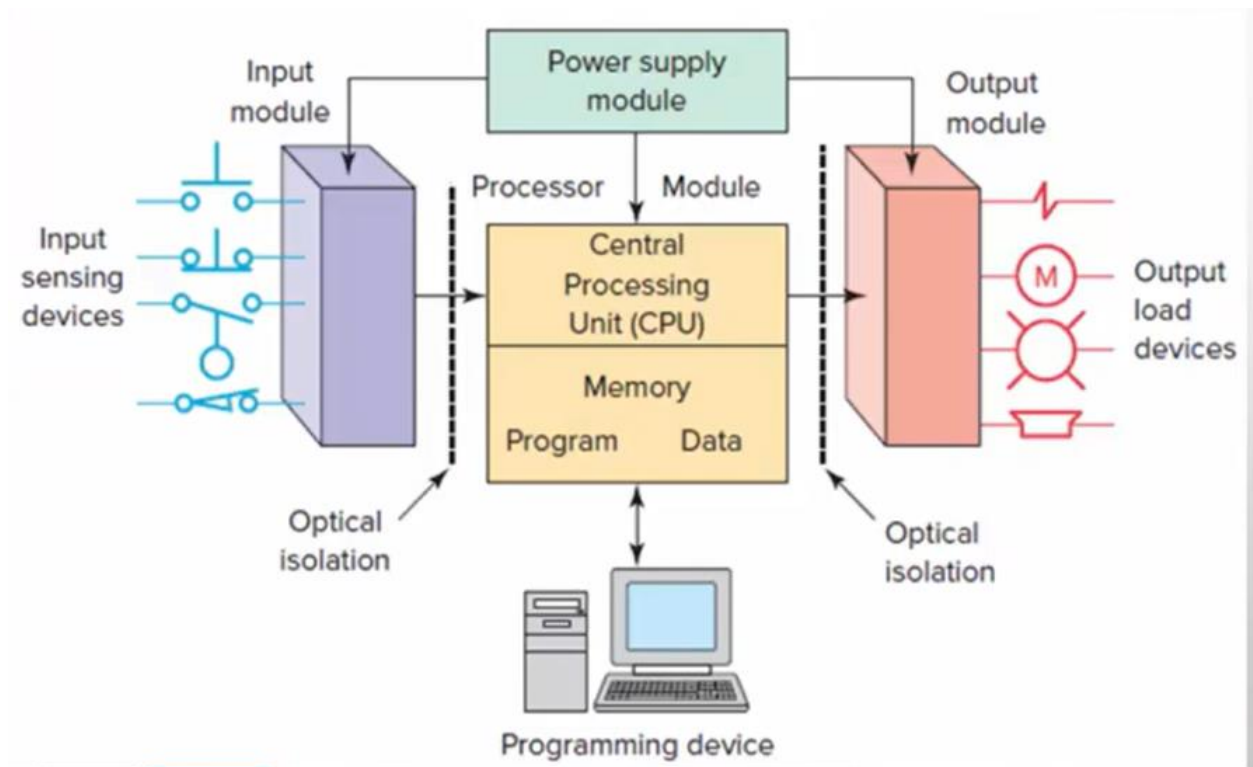 Power supply
module
Input
module
Output
module
Processor Module
Input
sensing
devices
Central
Processing
Unit (CPU)
Memory
Program Data
M
Output
load
devices
Optical
isolation
Optical
isolation
Programming device